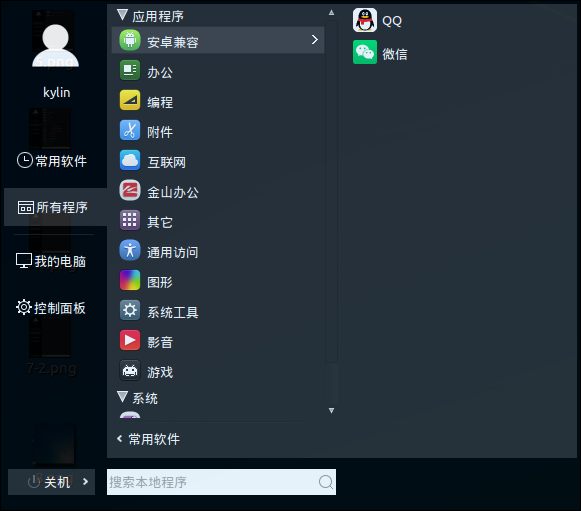 kylin
常用软件
所有程序
我的电脑
控制面板
7-2.png
关机
应用程序
安卓兼容
办公
编程
附件
互联网
金山办公
其它
通用访问
图形
系统工具
影音
游戏
系统
常用软件
搜索本地程序
QQ
微信